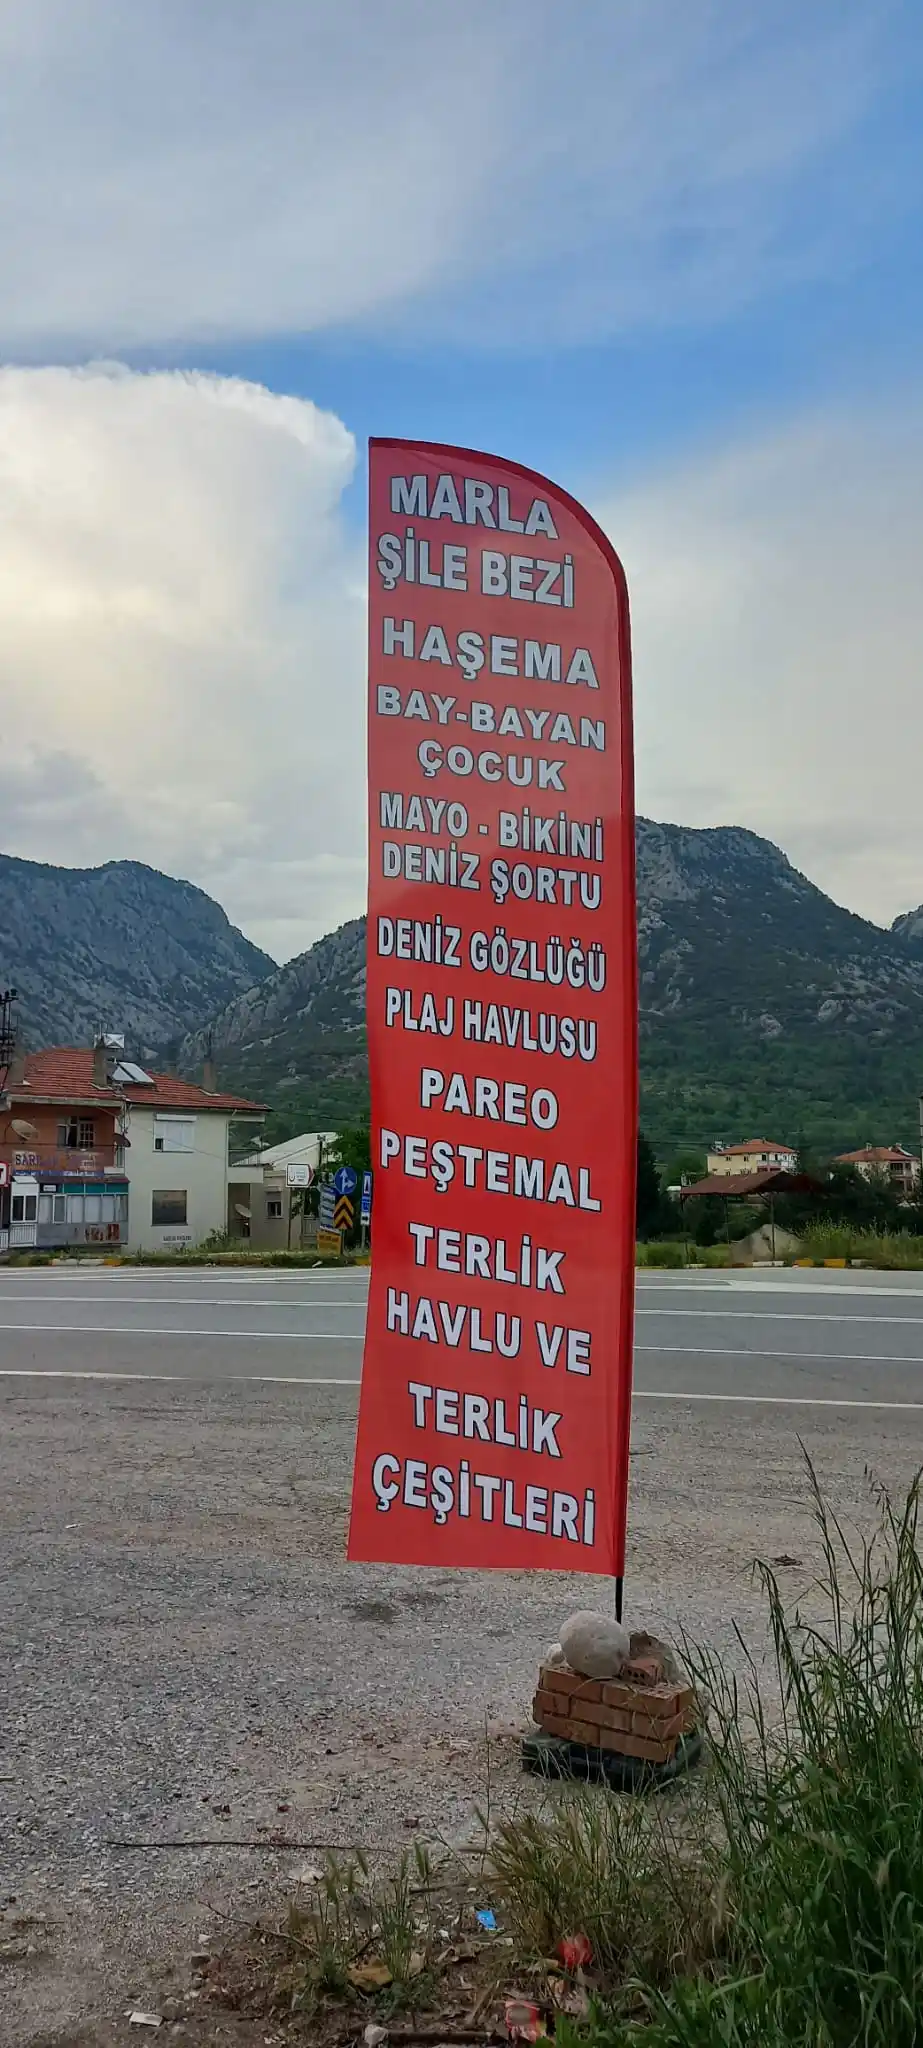 MARLA
ŞİLE BEZİ
HAŞEMA
BAY-BAYAN
ÇOCUK
MAYO - BİKİNİ
DENİZ ŞORTU
DENİZ GÖZLÜĞÜ
PLAJ HAVLUSU
PAREO
PEŞTEMAL
TERLİK
HAVLU VE
TERLİK
ÇEŞİTLERİ